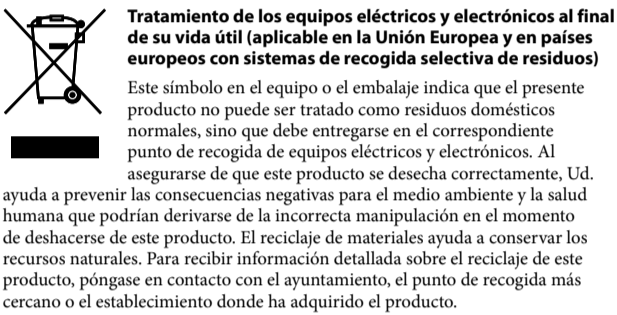 Tratamiento de los equipos eléctricos y electrónicos al final
de su vida útil (aplicable en la Unión Europea y en países
europeos con sistemas de recogida selectiva de residuos)
Este símbolo en el equipo o el embalaje indica que el presente
producto no puede ser tratado como residuos domésticos
normales, sino que debe entregarse en el correspondiente
punto de recogida de equipos eléctricos y electrónicos. Al
asegurarse de que este producto se desecha correctamente, Ud.
ayuda a prevenir las consecuencias negativas para el medio ambiente y la salud
humana que podrían derivarse de la incorrecta manipulación en el momento
de deshacerse de este producto. El reciclaje de materiales ayuda a conservar los
recursos naturales. Para recibir información detallada sobre el reciclaje de este
producto, póngase en contacto con el ayuntamiento, el punto de recogida más
cercano o el establecimiento donde ha adquirido el producto.